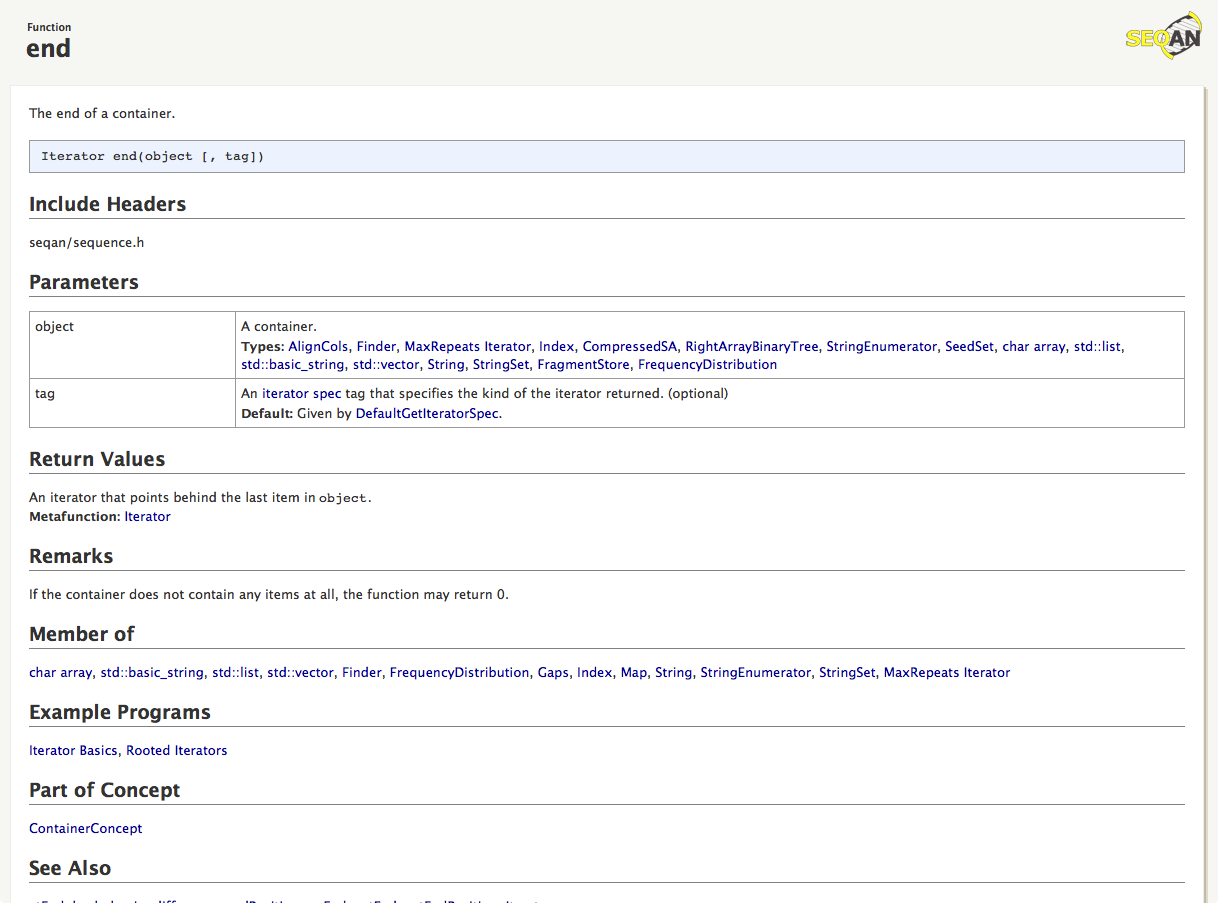 Function
end
SEQAN
The end of a container.
Iterator end(object [, tag])
Include Headers
seqan/sequence.h
Parameters
object
A container.
Types: AlignCols, Finder, MaxRepeats Iterator, Index, CompressedSA, RightArrayBinaryTree, StringEnumerator, SeedSet, char array, std::list,
std::basic_string, std::vector, String, StringSet, FragmentStore, FrequencyDistribution
tag
An iterator spec tag that specifies the kind of the iterator returned. (optional)
Default: Given by DefaultGetIteratorSpec.
Return Values
An iterator that points behind the last item in object.
Metafunction: Iterator
Remarks
If the container does not contain any items at all, the function may return 0.
Member of
char array, std::basic_string, std::list, std::vector, Finder, FrequencyDistribution, Gaps, Index, Map, String, StringEnumerator, StringSet, MaxRepeats Iterator
Example Programs
Iterator Basics, Rooted Iterators
Part of Concept
ContainerConcept
See Also